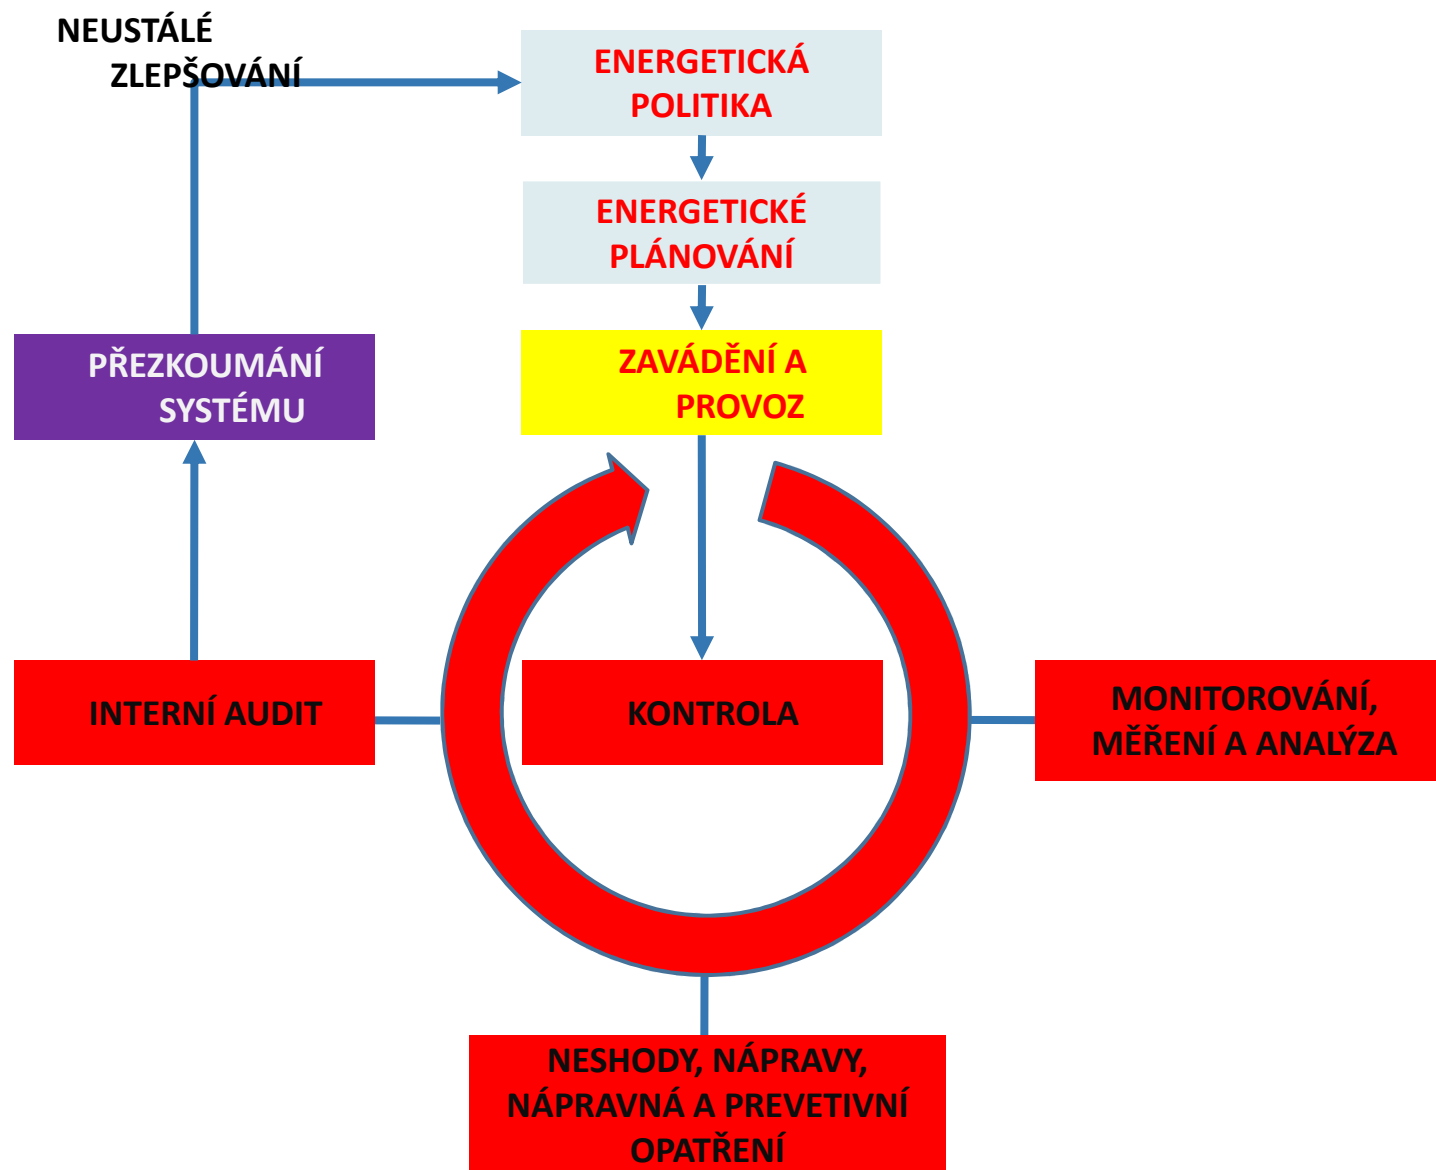 NEUSTÁLÉ
ZLEPŠOVÁNÍ
ENERGETICKÁ
POLITIKA
ENERGETICKÉ
PLÁNOVÁNÍ
PŘEZKOUMÁNÍ
SYSTÉMU
ZAVÁDĚNÍ A
PROVOZ
INTERNÍ AUDIT
KONTROLA
MONITOROVÁNÍ,
MĚŘENÍ A ANALÝZA
NESHODY, NÁPRAVY,
NÁPRAVNÁ A PREVETIVNÍ
OPATŘENÍ